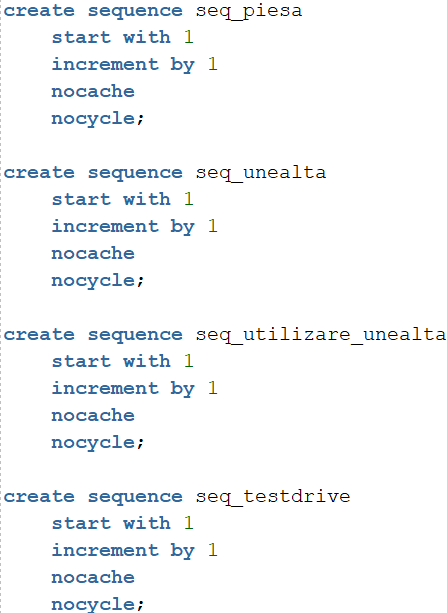 create sequence seq_piesa
    start with 1
    increment by 1
    nocache
    nocycle;

create sequence seq_unealta
    start with 1
    increment by 1
    nocache
    nocycle;

create sequence seq_utilizare_unealta
    start with 1
    increment by 1
    nocache
    nocycle;

create sequence seq_testdrive
    start with 1
    increment by 1
    nocache
    nocycle;